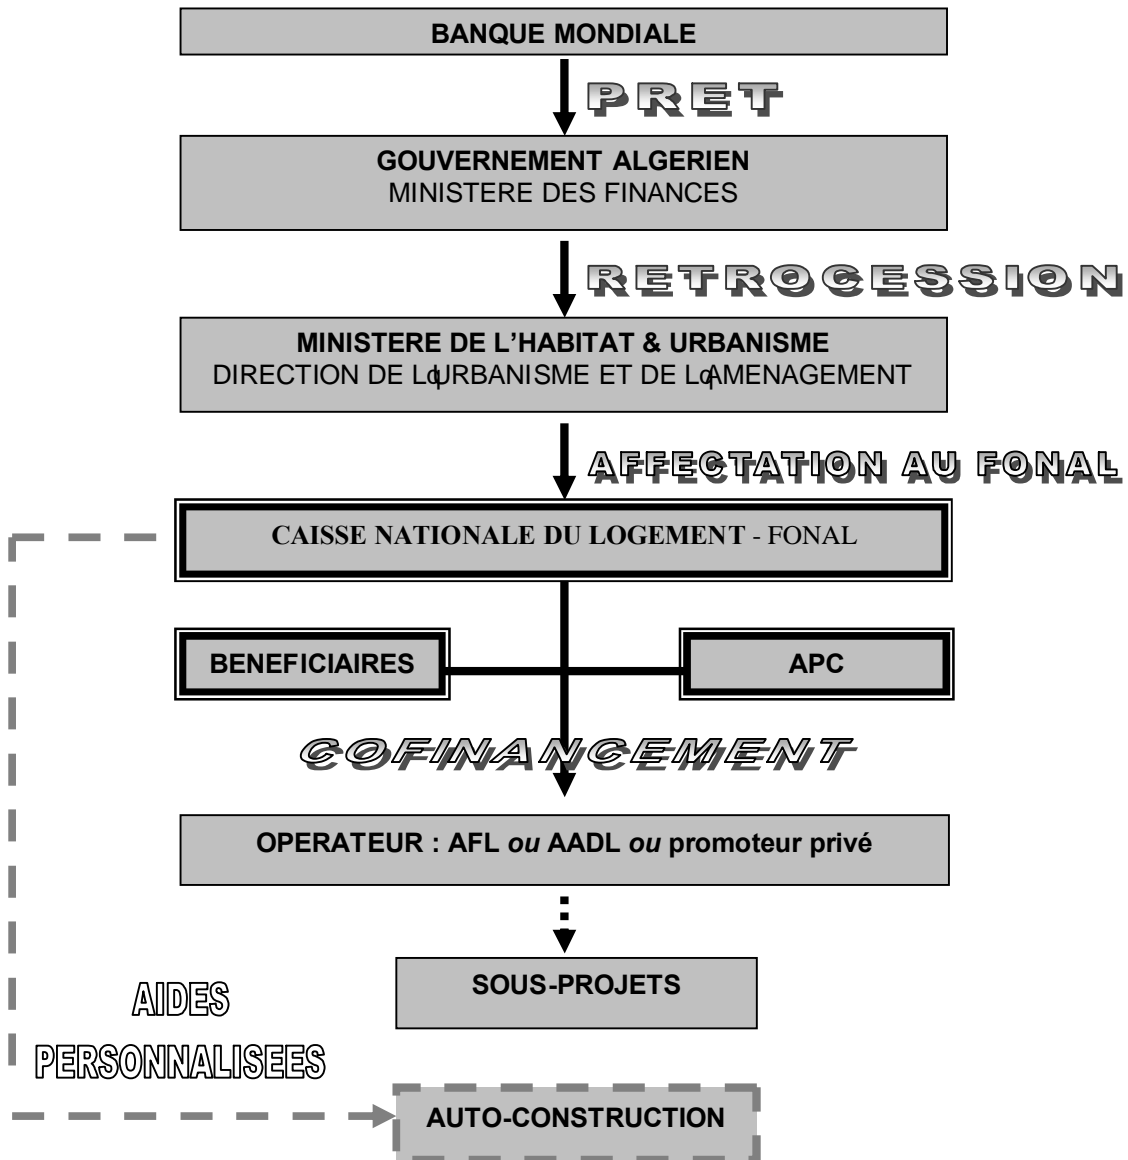 BANQUE MONDIALE
PRET
GOUVERNEMENT ALGERIEN
MINISTERE DES FINANCES
RETROCESSION
MINISTERE DE L'HABITAT & URBANISME
DIRECTION DE LqURBANISME ET DE LqAMENAGEMENT
AFFECTATION AU FONAL
CAISSE NATIONALE DU LOGEMENT - FONAL
BENEFICIAIRES
APC
COFINANCEMENT
OPERATEUR : AFL ou AADL ou promoteur privé
SOUS-PROJETS
AIDES
PERSONNALISEES
AUTO-CONSTRUCTION